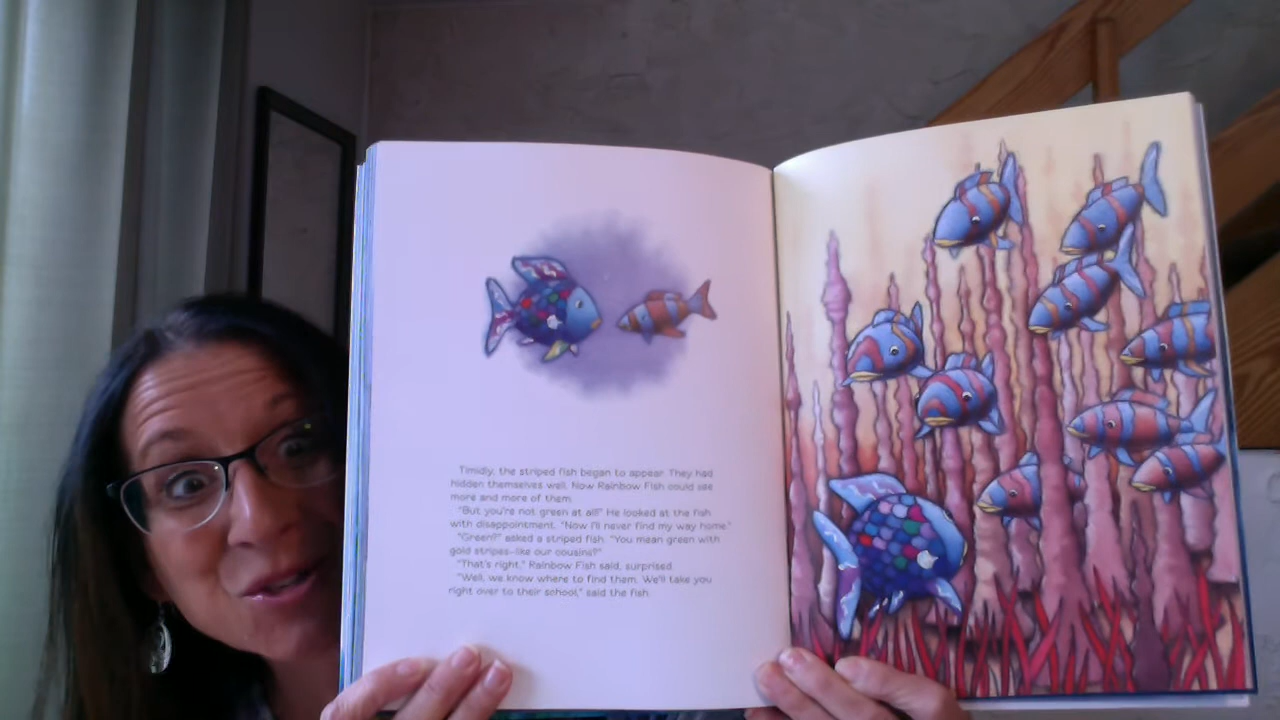 Timidly, the striped fish began to appear. They had
hidden themselves well. Now Rainbow Fish could see
more and more of them.
"But you're not green at all!" He looked at the fish
with disappointment. "Now I'll never find my way home."
"Green?" asked a striped fish. "You mean green with
gold stripes–like our cousins?"
"That's right," Rainbow Fish said, surprised.
"Well, we know where to find them. We'll take you
right over to their school," said the fish.